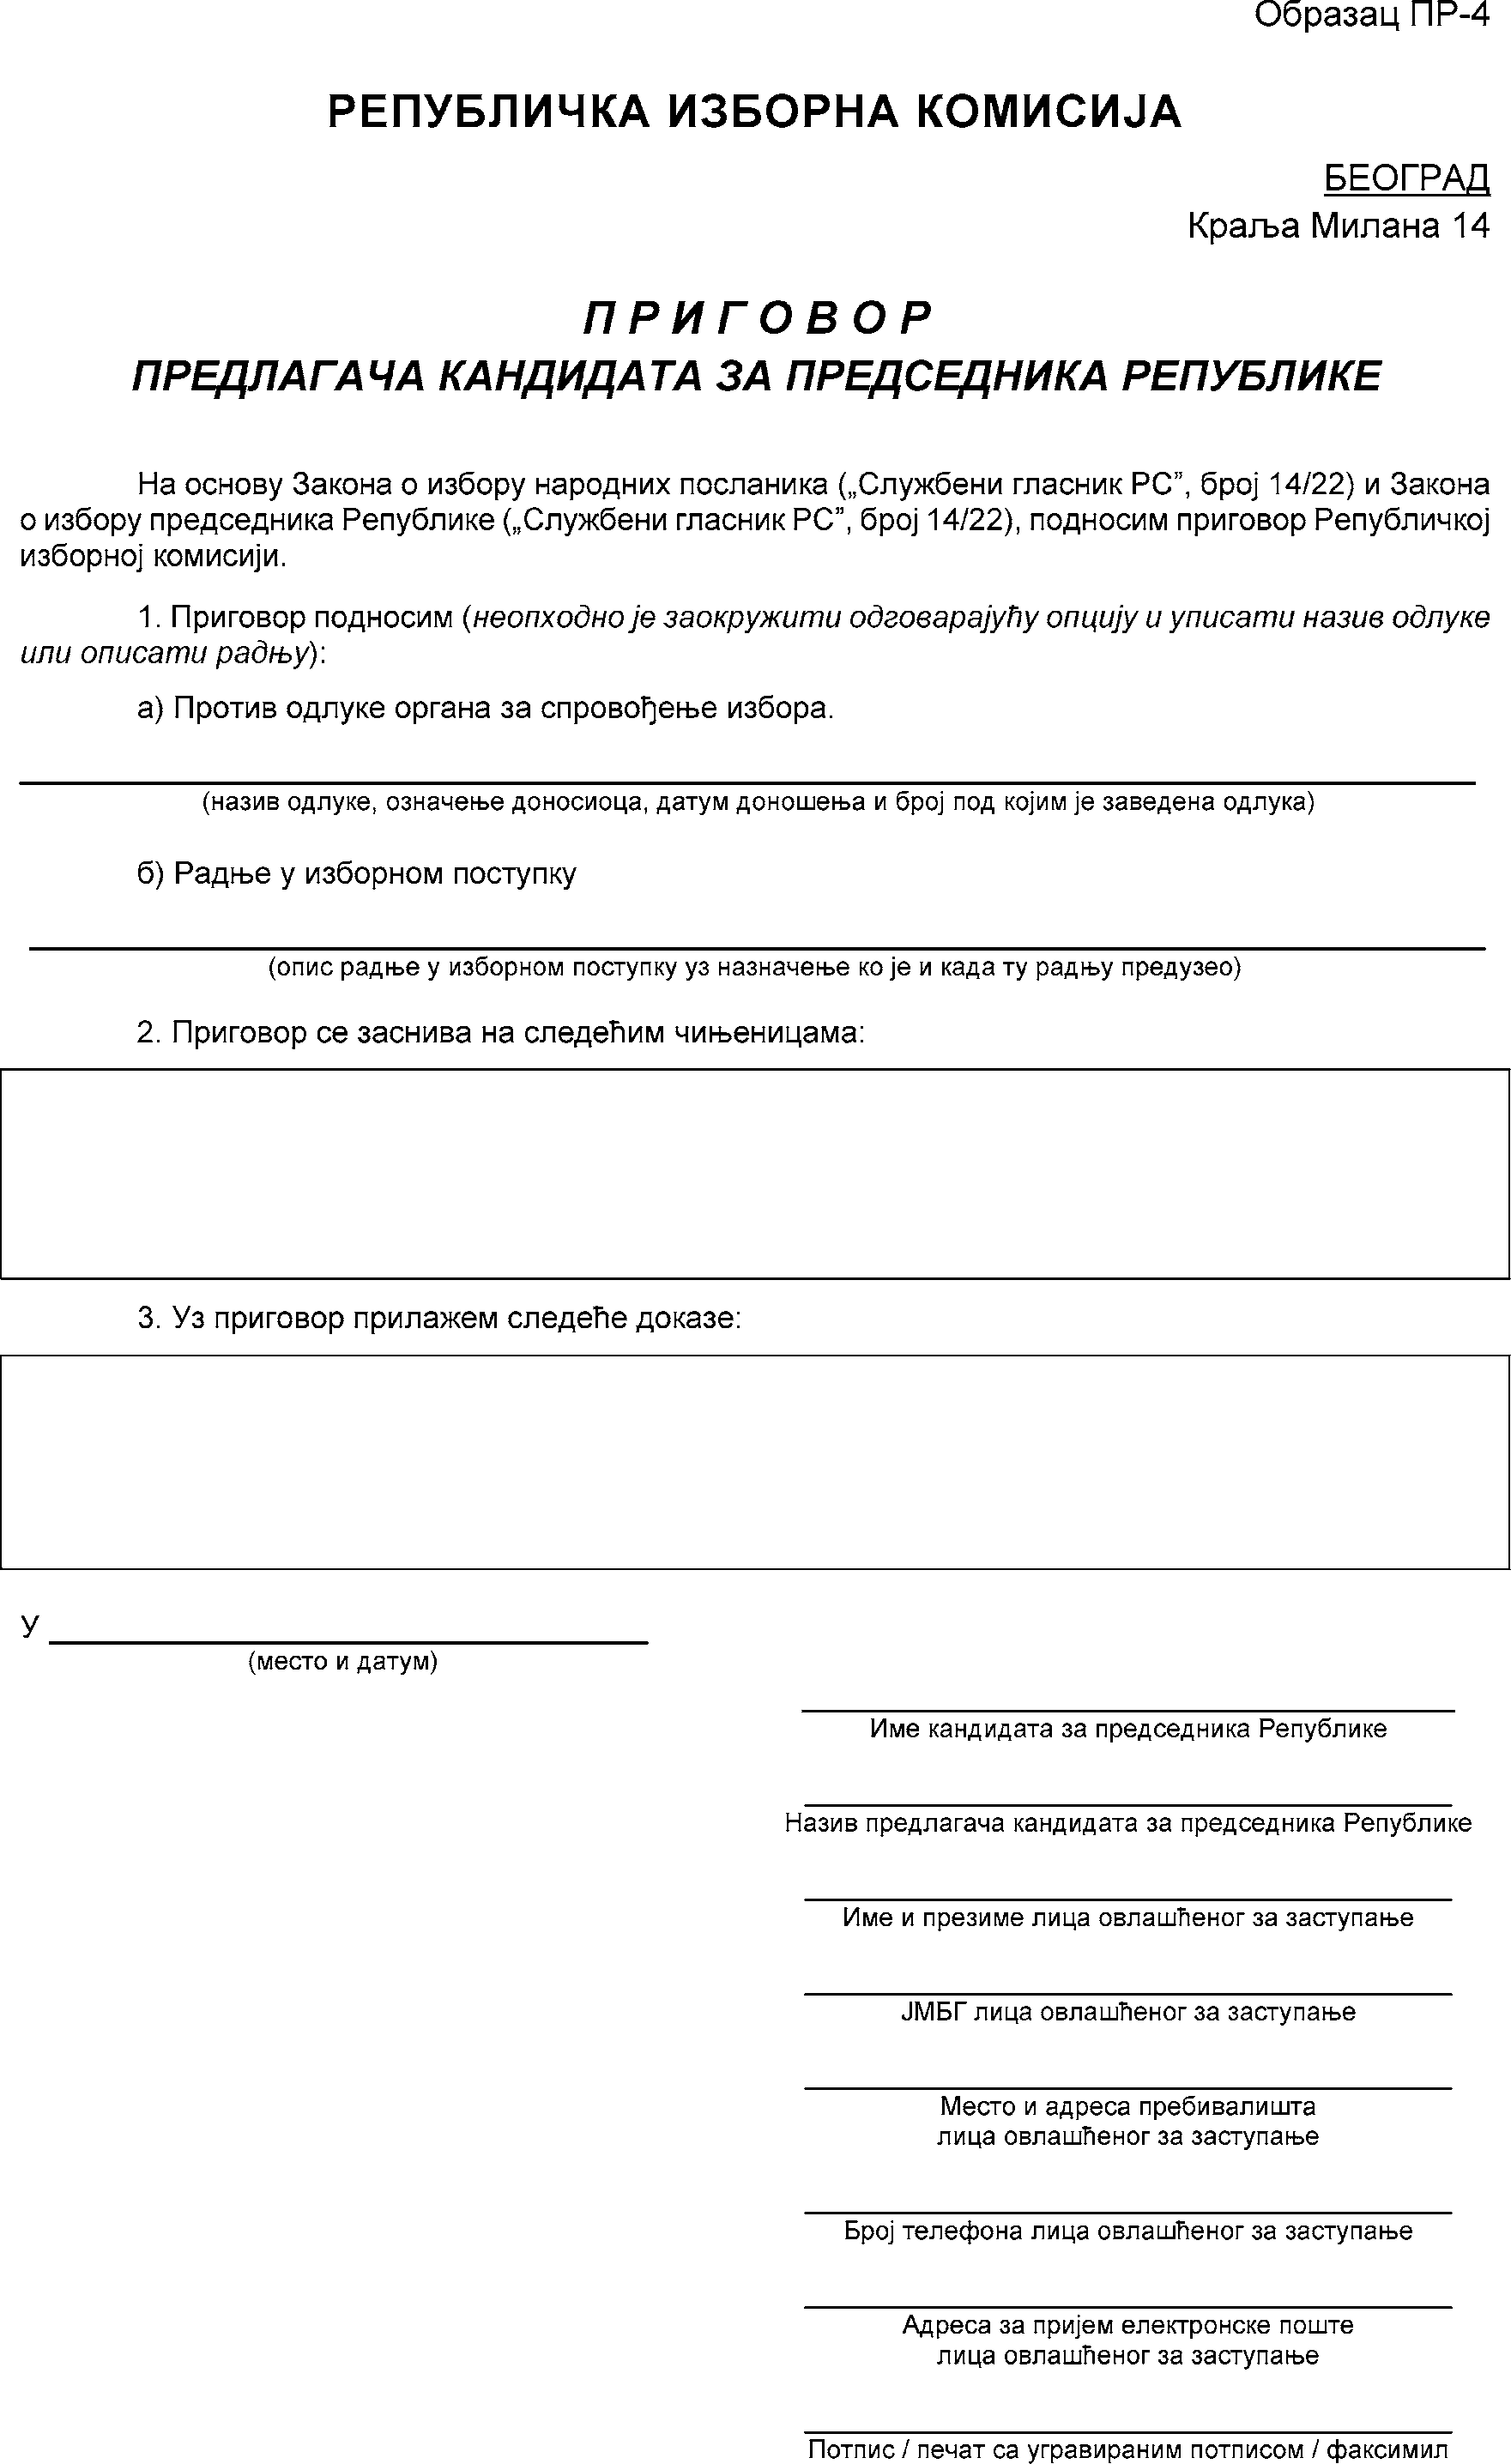 Образац ПР-4
РЕПУБЛИЧКА ИЗБОРНА КОМИСИЈА
БЕОГРАД
Краља Милана 14
П Р И Г О В О Р
ПРЕДЛАГАЧА КАНДИДАТА ЗА ПРЕДСЕДНИКА РЕПУБЛИКЕ
На основу Закона о избору народних посланика („Службени гласник РС”, број 14/22) и Закона
о избору председника Републике („Службени гласник РС”, број 14/22), подносим приговор Републичкој
изборној комисији.
1. Приговор подносим (неопходно је заокружити одговарајућу опцију и уписати назив одлуке
или описати радњу):
а) Против одлуке органа за спровођење избора.
(назив одлуке, означење доносиоца, датум доношења и број под којим је заведена одлука)
б) Радње у изборном поступку
(опис радње у изборном поступку уз назначење ко је и када ту радњу предузео)
2. Приговор се заснива на следећим чињеницама:
3. Уз приговор прилажем следеће доказе:
У
(место и датум)
Име кандидата за председника Републике
Назив предлагача кандидата за председника Републике
Име и презиме лица овлашћеног за заступање
ЈМБГ лица овлашћеног за заступање
Место и адреса пребивалишта
лица овлашћеног за заступање
Број телефона лица овлашћеног за заступање
Адреса за пријем електронске поште
лица овлашћеног за заступање
Потпис / печат са угравираним потписом / факсимил